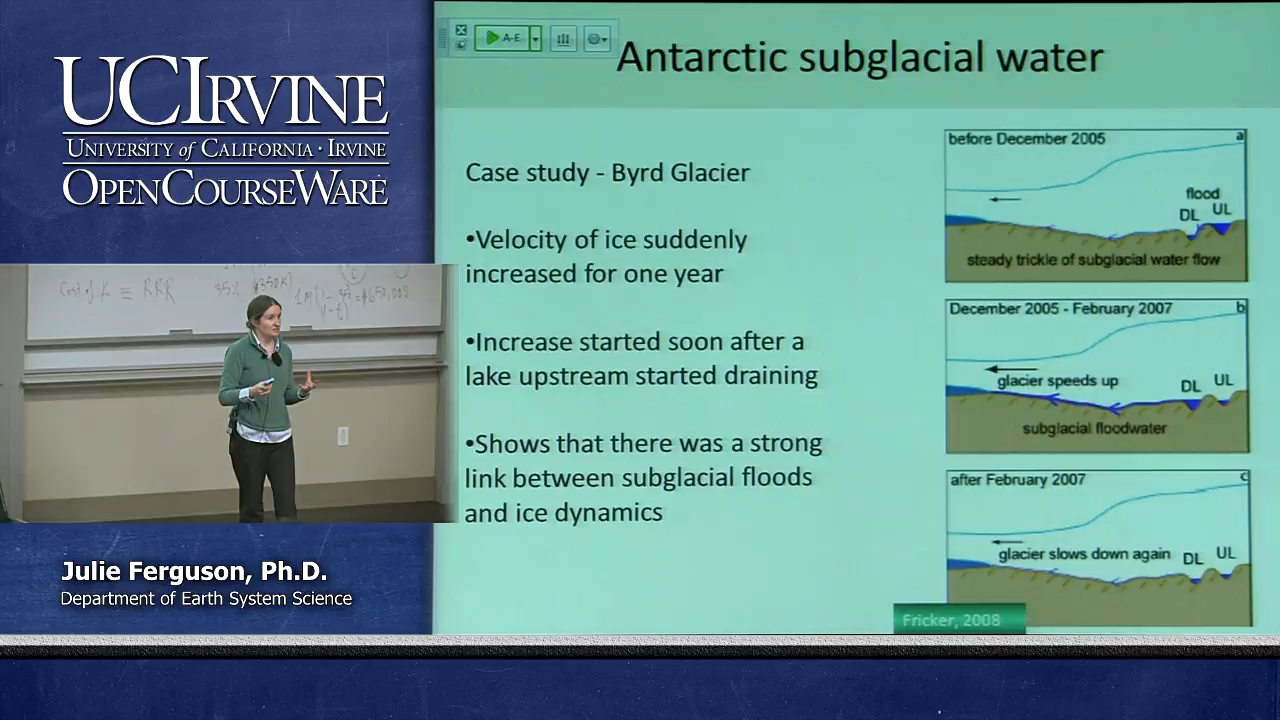 UCIRVINE
UNIVERSITY of CALIFORNIA · IRVINE
OPENCOURSEWARE
Cost of K ≡ RRR
35%
Julie Ferguson, Ph.D.
Department of Earth System Science
A-E
Antarctic subglacial water
Case study - Byrd Glacier
•Velocity of ice suddenly
increased for one year
•Increase started soon after a
lake upstream started draining
•Shows that there was a strong
link between subglacial floods
and ice dynamics
before December 2005
a
flood
DL UL
steady trickle of subglacial water flow
December 2005 - February 2007
b
glacier speeds up
DL UL
subglacial floodwater
after February 2007
c
glacier slows down again
DL UL
Fricker, 2008